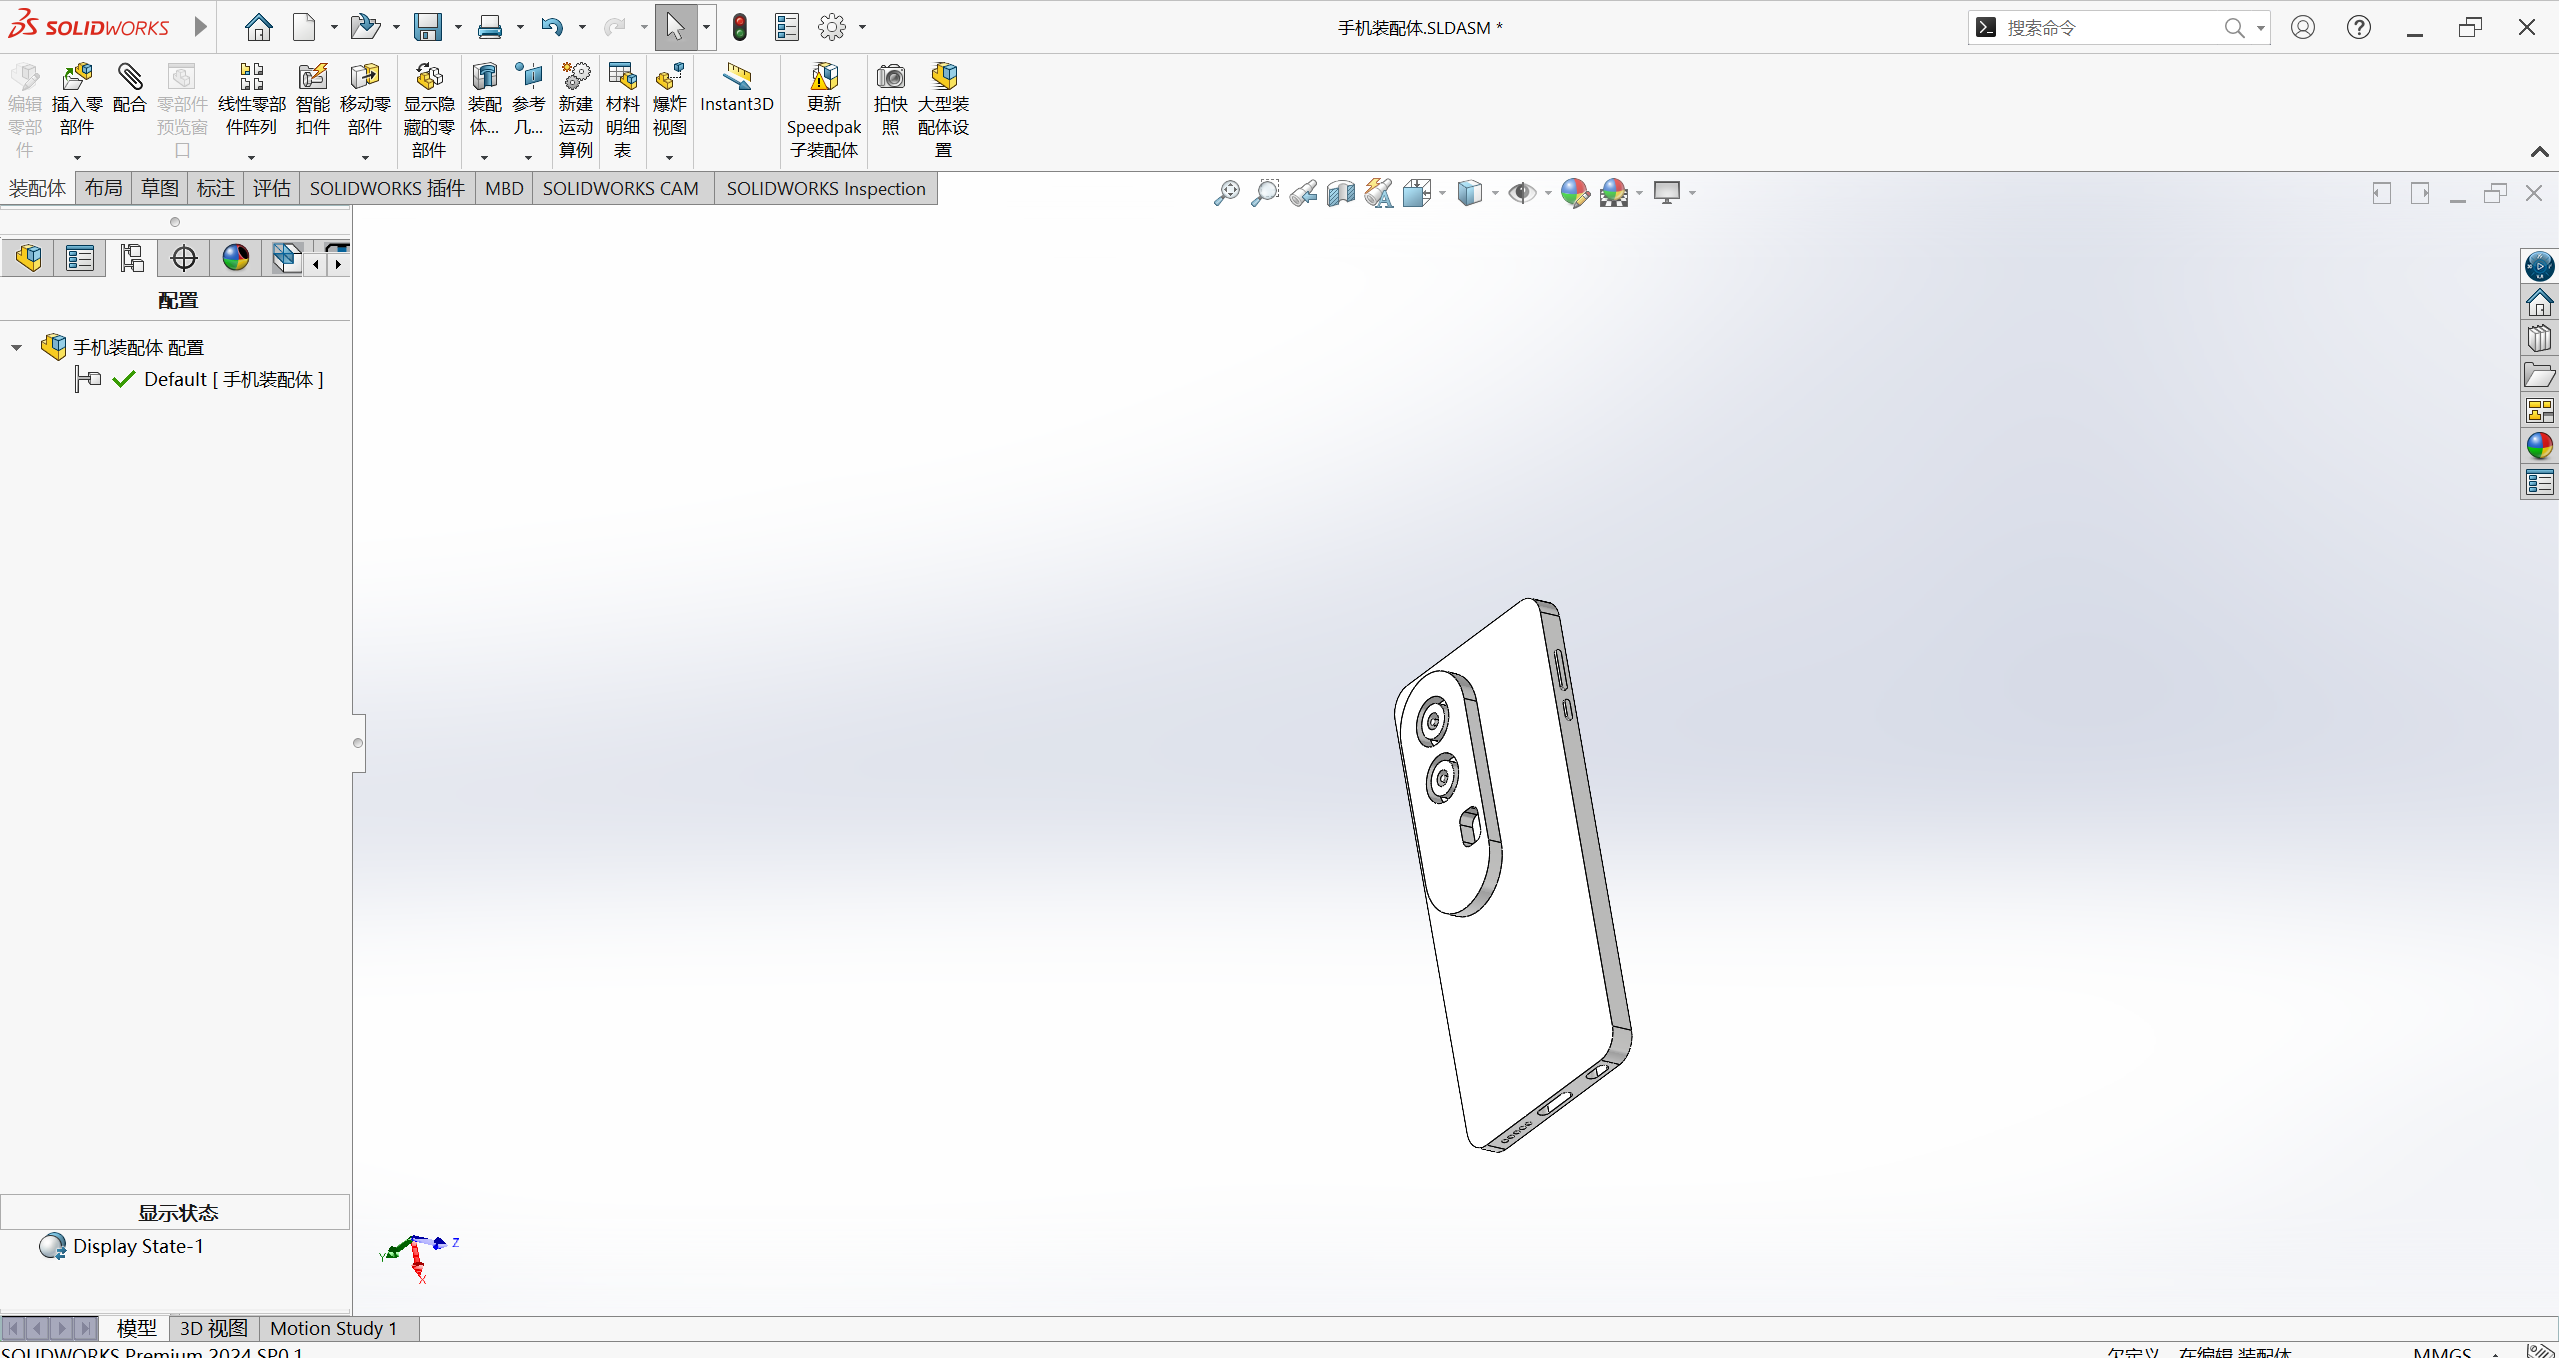 SOLIDWORKS
手机装配体.SLDASM *
搜索命令
编辑零部件
插入零部件
配合
零部件预览窗口
线性零部件阵列
智能扣件
移动零部件
显示隐藏的零部件
装配体...
参考几...
新建运动算例
材料明细表
爆炸视图
Instant3D
更新Speedpak子装配体
拍快照
大型装配体设置
装配体 布局 草图 标注 评估 SOLIDWORKS 插件 MBD SOLIDWORKS CAM SOLIDWORKS Inspection
配置
手机装配体 配置
Default [ 手机装配体 ]
显示状态
Display State-1
Y
Z
X
模型 3D 视图 Motion Study 1
SOLIDWORKS Premium 2024 SP0.1
欠定义 在编辑 装配体 MMGS